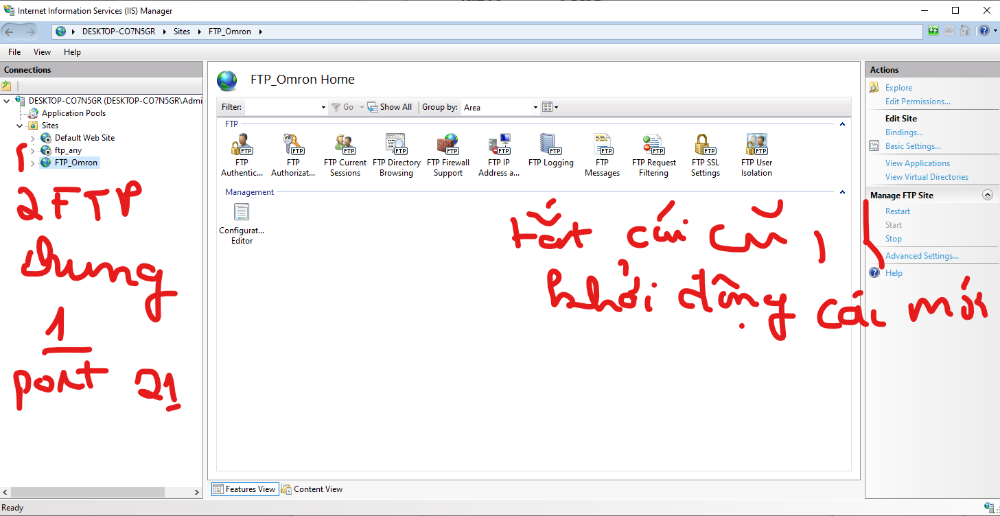 Internet Information Services (IIS) Manager
DESKTOP-CO7N5GR
Sites
FTP_Omron
File View Help
Connections
DESKTOP-CO7N5GR (DESKTOP-CO7N5GR\Admi
Application Pools
Sites
Default Web Site
ftp_any
FTP_Omron
2 FTP
dùng
1
port 21
FTP_Omron Home
Filter: Go Show All Group by: Area
FTP
FTP Authentic...
FTP Authorizat...
FTP Current Sessions
FTP Directory Browsing
FTP Firewall Support
FTP IP Address a...
FTP Logging
FTP Messages
FTP Request Filtering
FTP SSL Settings
FTP User Isolation
Management
Configurat... Editor
tắt cái cũ,
khởi động cái mới
Features View Content View
Actions
Explore
Edit Permissions...
Edit Site
Bindings...
Basic Settings...
View Applications
View Virtual Directories
Manage FTP Site
Restart
Start
Stop
Advanced Settings...
Help
Ready